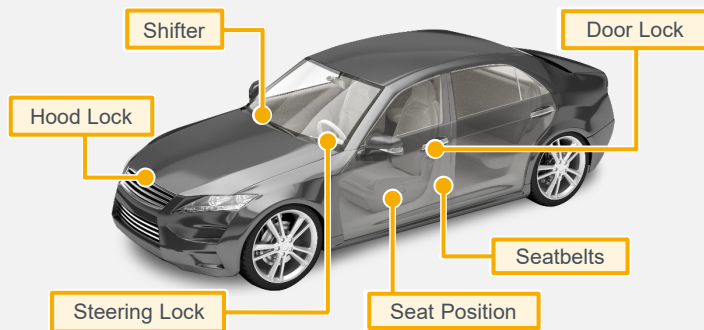 Shifter
Door Lock
Hood Lock
Seatbelts
Steering Lock
Seat Position